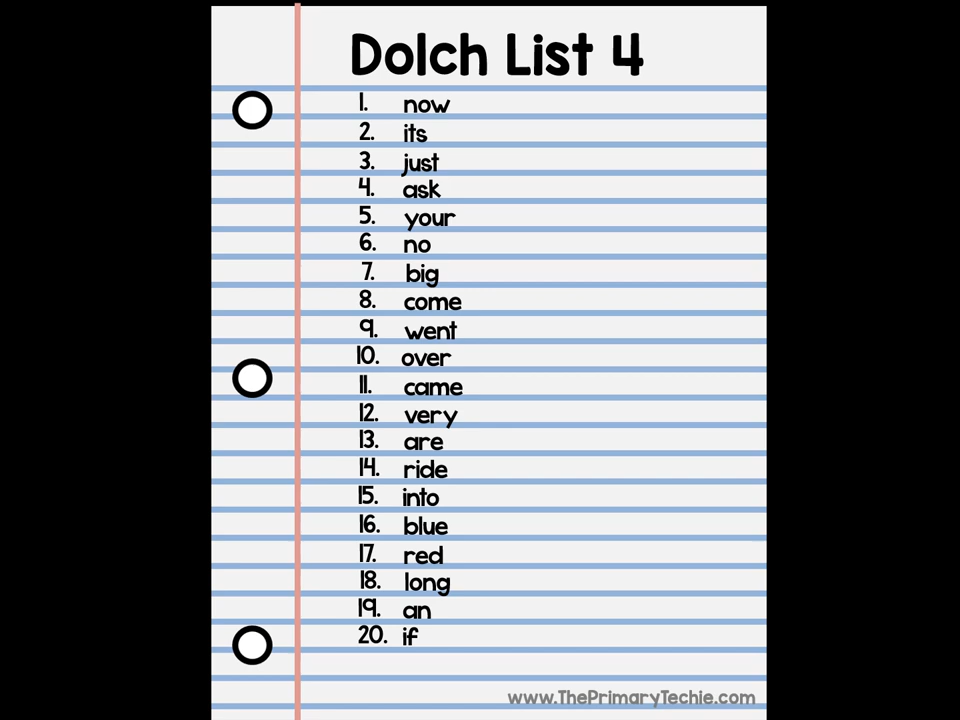 Dolch List 4
1. now
2. its
3. just
4. ask
5. your
6. no
7. big
8. come
9. went
10. over
11. came
12. very
13. are
14. ride
15. into
16. blue
17. red
18. long
19. an
20. if
www.ThePrimaryTechie.com